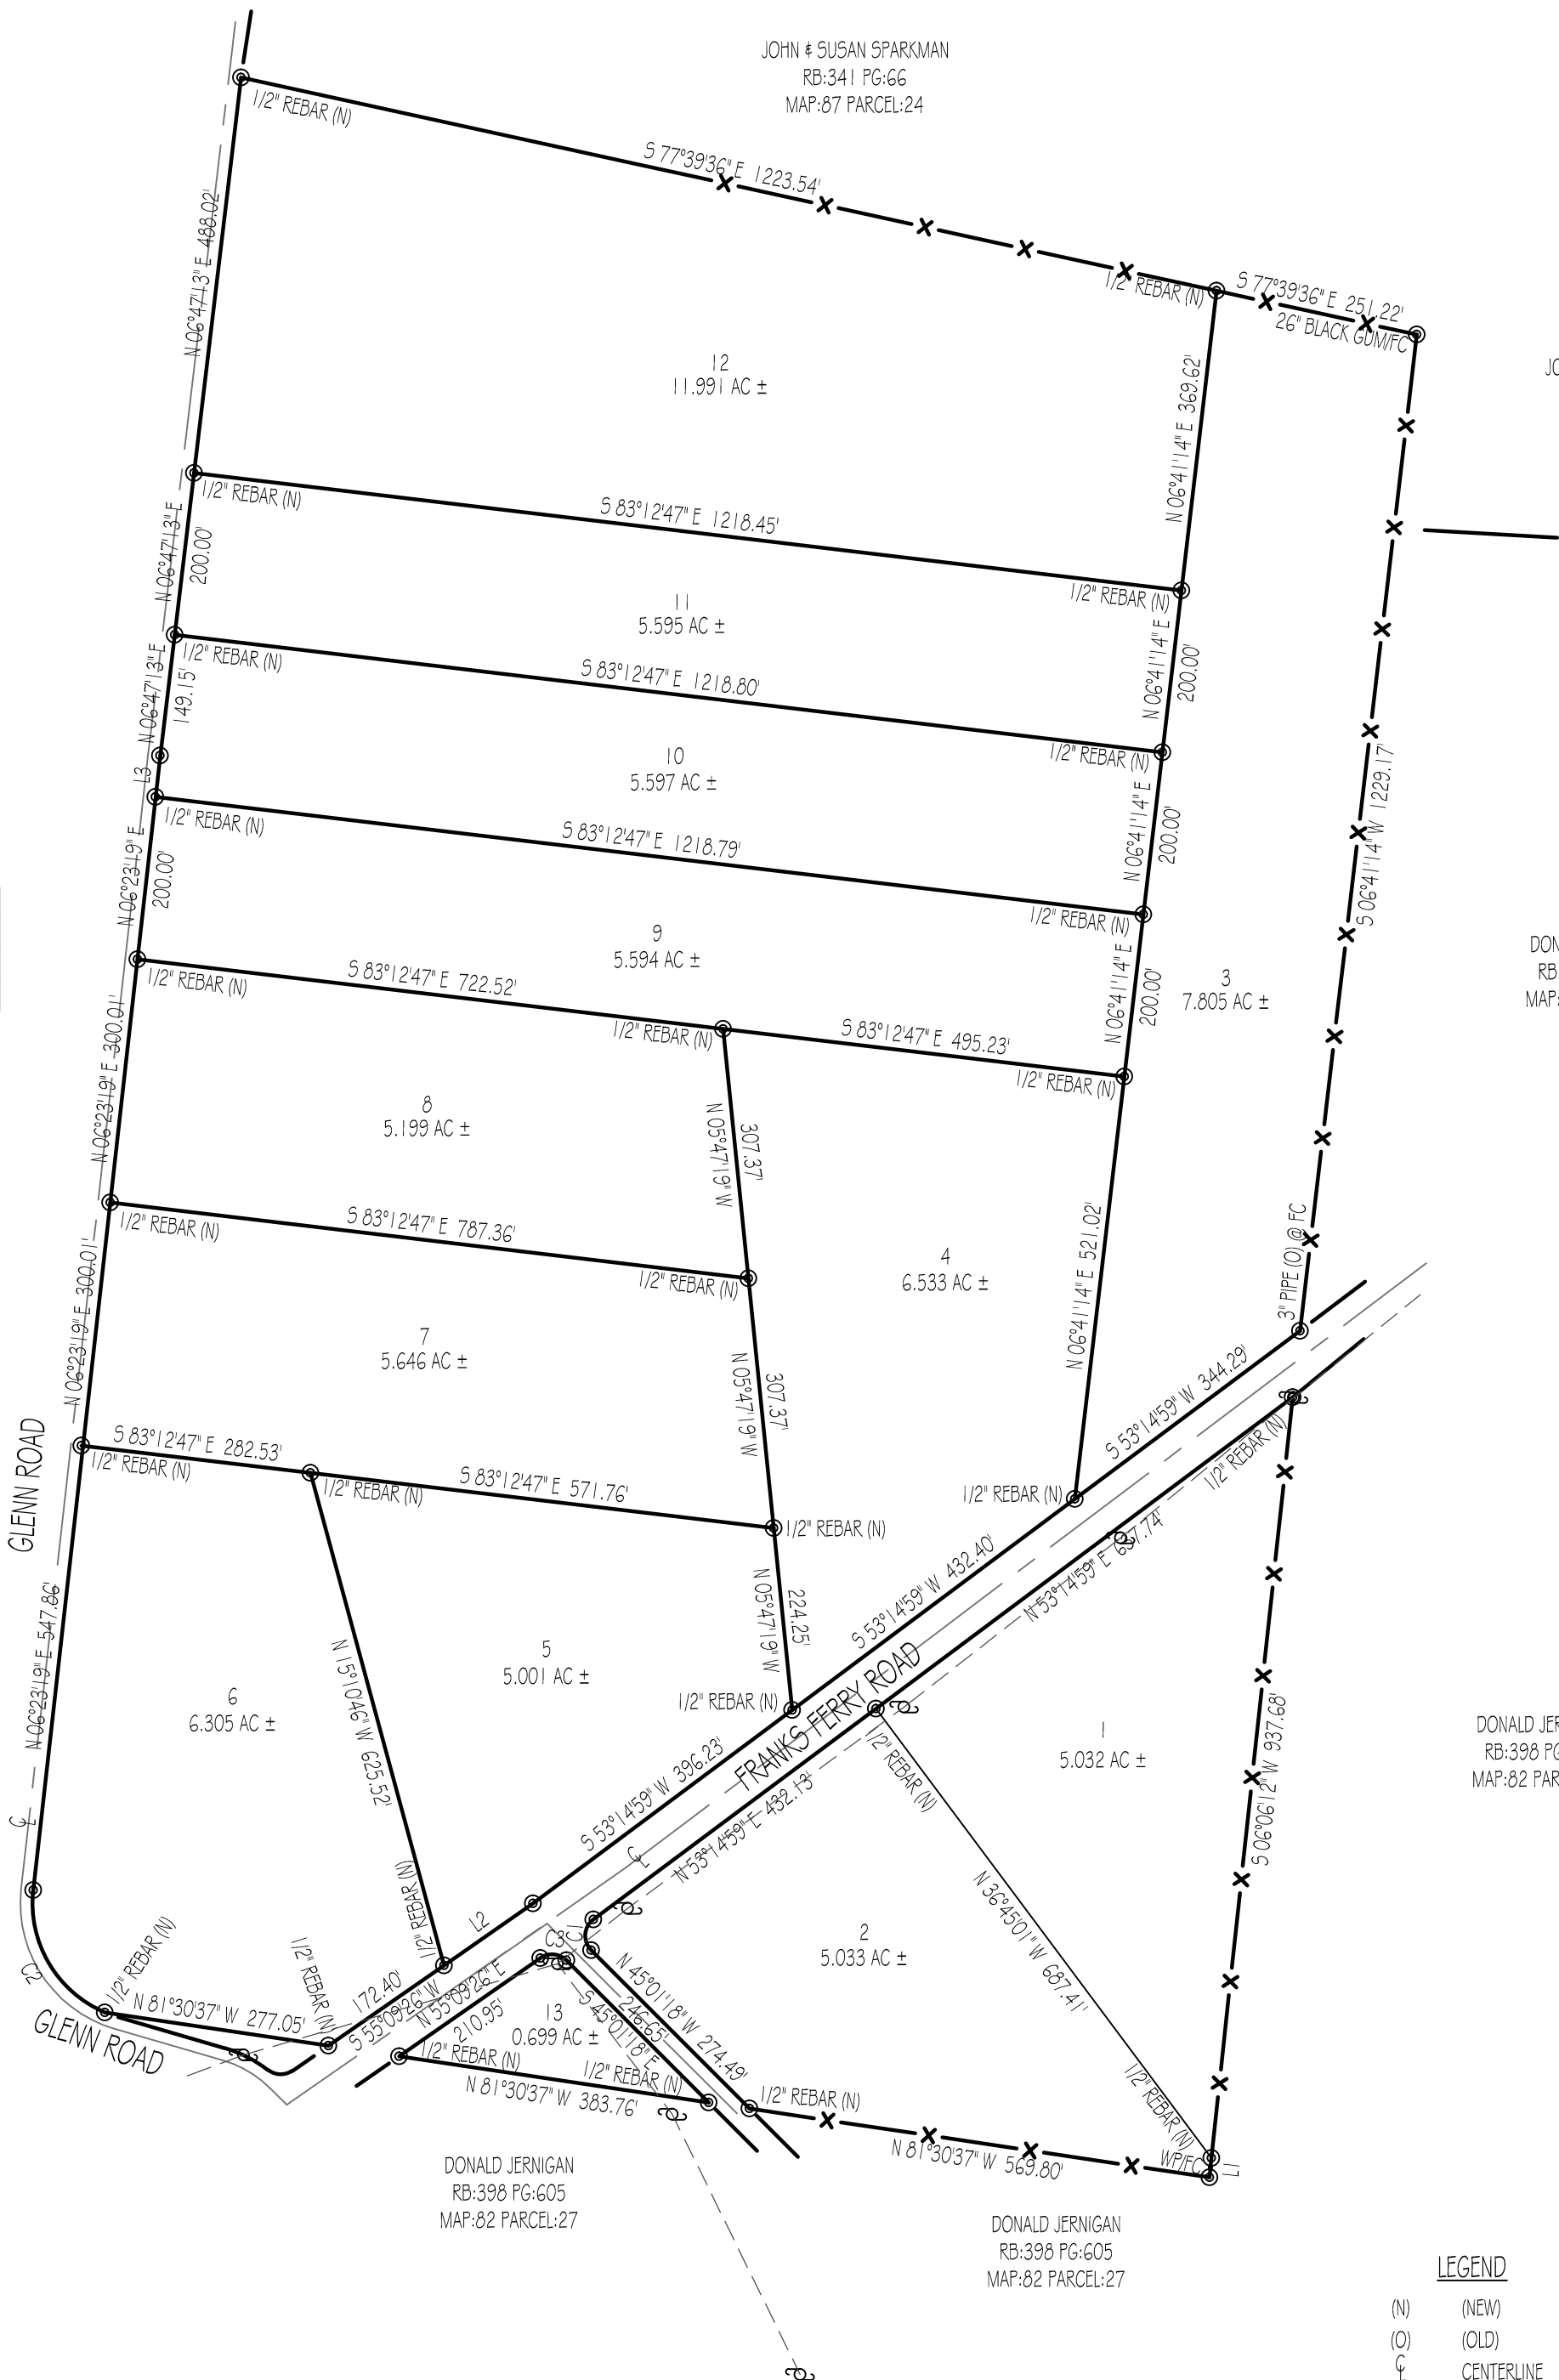 JOHN & SUSAN SPARKMAN
RB:341 PG:66
MAP:87 PARCEL:24
1/2" REBAR (N)
S 77°39'36" E 1223.54'
1/2" REBAR (N)
S 77°39'36" E 251.22'
26" BLACK GUM/FC
N 06°47'13" E 488.02'
12
11.991 AC ±
N 06°41'14" E 369.62'
JO
1/2" REBAR (N)
S 83°12'47" E 1218.45'
1/2" REBAR (N)
N 06°47'13" E
200.00'
11
5.595 AC ±
N 06°41'14" E
200.00'
1/2" REBAR (N)
S 83°12'47" E 1218.80'
1/2" REBAR (N)
N 06°47'13" E
149.15'
L3
10
5.597 AC ±
N 06°41'14" E
200.00'
S 06°41'14" W 1229.17'
1/2" REBAR (N)
S 83°12'47" E 1218.79'
1/2" REBAR (N)
N 06°23'19" E
200.00'
9
5.594 AC ±
N 06°41'14" E
200.00'
3
7.805 AC ±
DON
RB
MAP:
1/2" REBAR (N)
S 83°12'47" E 722.52'
1/2" REBAR (N)
S 83°12'47" E 495.23'
1/2" REBAR (N)
N 06°23'19" E 300.01'
8
5.199 AC ±
N 05°47'19" W
307.37'
4
6.533 AC ±
N 06°41'14" E 521.02'
3" PIPE (O) @ FC
1/2" REBAR (N)
S 83°12'47" E 787.36'
1/2" REBAR (N)
N 06°23'19" E 300.01'
7
5.646 AC ±
N 05°47'19" W
307.37'
S 53°14'59" W 344.29'
1/2" REBAR (N)
GLENN ROAD
S 83°12'47" E 282.53'
1/2" REBAR (N)
1/2" REBAR (N)
S 83°12'47" E 571.76'
1/2" REBAR (N)
1/2" REBAR (N)
S 53°14'59" W 432.40'
N 53°14'59" E 637.74'
N 06°23'19" E 547.86'
6
6.305 AC ±
N 15°10'46" W 625.52'
5
5.001 AC ±
N 05°47'19" W
224.25'
1/2" REBAR (N)
FRANKS FERRY ROAD
1/2" REBAR (N)
1
5.032 AC ±
S 06°06'12" W 937.68'
DONALD JER
RB:398 PG
MAP:82 PAR
S 53°14'59" W 396.23'
N 53°14'59" E 432.13'
N 36°45'01" W 687.41'
1/2" REBAR (N)
1/2" REBAR (N)
L2
C1
C3
2
5.033 AC ±
C2
1/2" REBAR (N)
1/2" REBAR (N)
N 81°30'37" W 277.05'
172.40'
S 55°09'26" W
N 55°09'26" E
210.95'
13
0.699 AC ±
N 45°01'18" W 274.49'
246.65'
S 45°01'18" E
GLENN ROAD
1/2" REBAR (N)
1/2" REBAR (N)
N 81°30'37" W 383.76'
1/2" REBAR (N)
N 81°30'37" W 569.80'
WP/FC
L1
DONALD JERNIGAN
RB:398 PG:605
MAP:82 PARCEL:27
DONALD JERNIGAN
RB:398 PG:605
MAP:82 PARCEL:27
LEGEND
(N) (NEW)
(O) (OLD)
℄ CENTERLINE